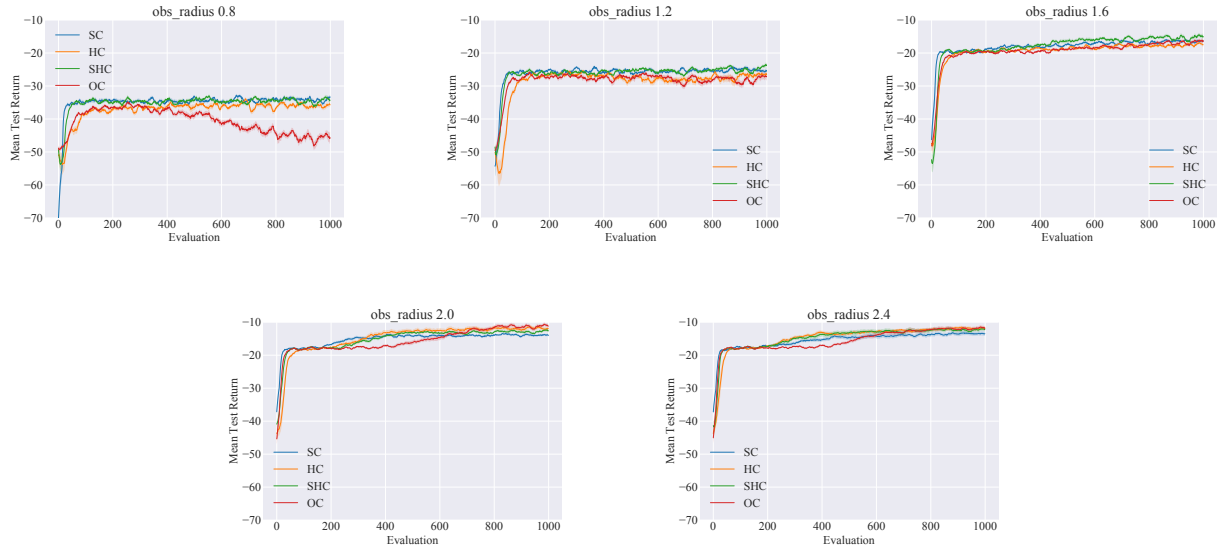 obs_radius 0.8
−10
−20
−30
−40
−50
−60
−70
Mean Test Return
SC
HC
SHC
OC
0 200 400 600 800 1000
Evaluation
obs_radius 1.2
−10
−20
−30
−40
−50
−60
−70
Mean Test Return
SC
HC
SHC
OC
0 200 400 600 800 1000
Evaluation
obs_radius 1.6
−10
−20
−30
−40
−50
−60
−70
Mean Test Return
SC
HC
SHC
OC
0 200 400 600 800 1000
Evaluation
obs_radius 2.0
−10
−20
−30
−40
−50
−60
−70
Mean Test Return
SC
HC
SHC
OC
0 200 400 600 800 1000
Evaluation
obs_radius 2.4
−10
−20
−30
−40
−50
−60
−70
Mean Test Return
SC
HC
SHC
OC
0 200 400 600 800 1000
Evaluation